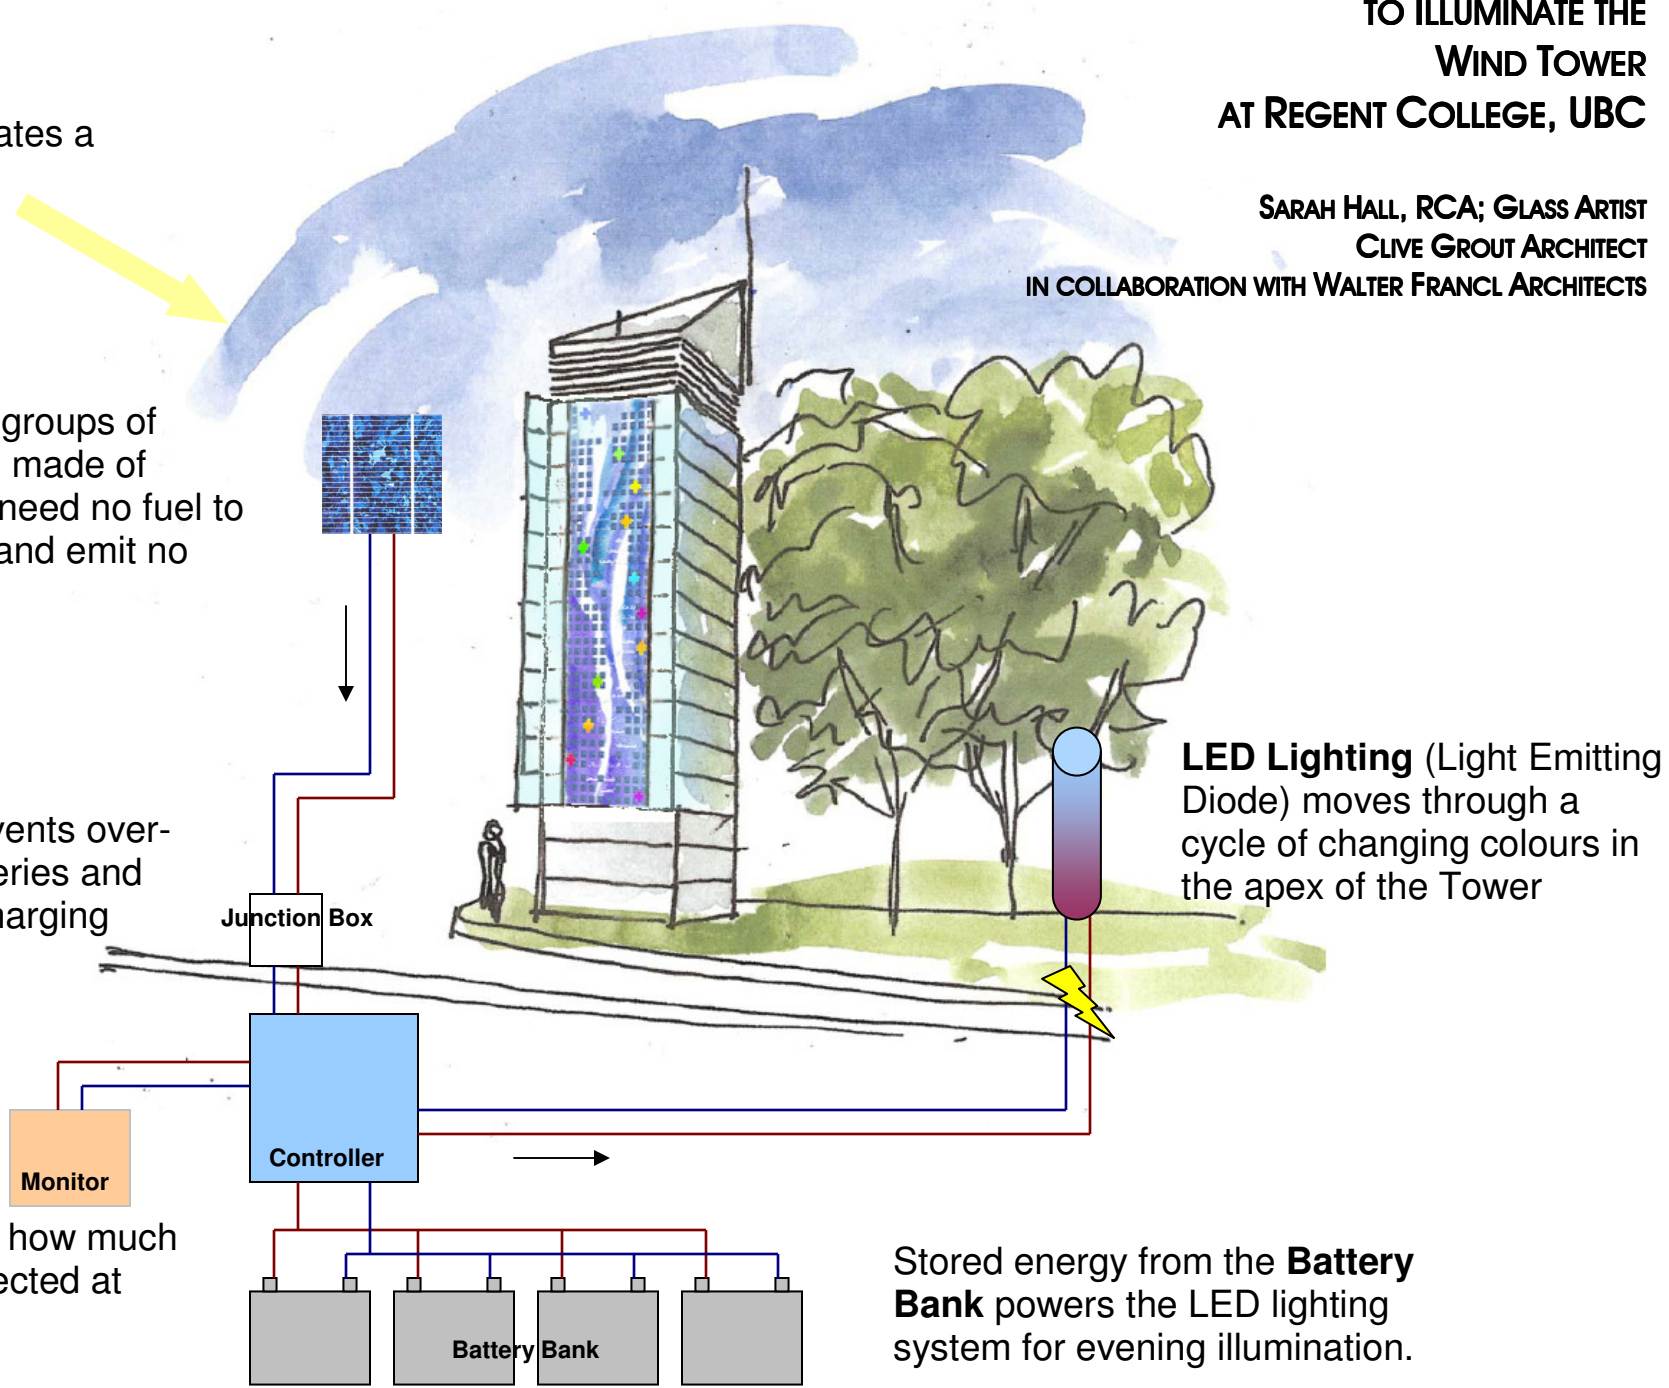 TO ILLUMINATE THE
WIND TOWER
AT REGENT COLLEGE, UBC
SARAH HALL, RCA; GLASS ARTIST
CLIVE GROUT ARCHITECT
IN COLLABORATION WITH WALTER FRANCL ARCHITECTS
ates a
groups of
made of
need no fuel to
and emit no
LED Lighting (Light Emitting
Diode) moves through a
cycle of changing colours in
the apex of the Tower
vents over-
eries and
harging
Junction Box
Controller
Monitor
how much
ected at
Battery Bank
Stored energy from the Battery
Bank powers the LED lighting
system for evening illumination.